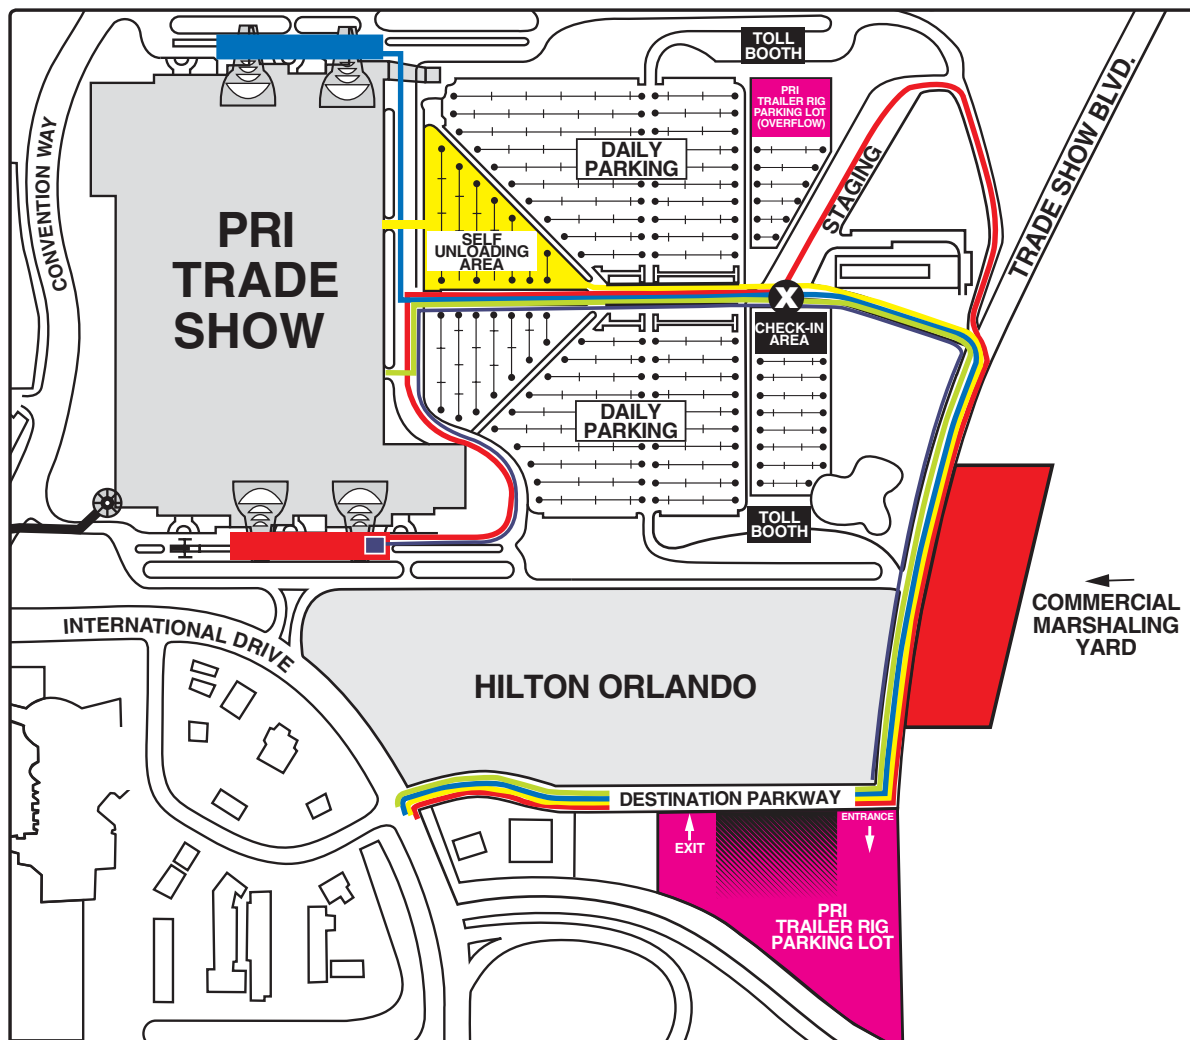 TOLL
BOOTH
PRI
TRAILER RIG
PARKING LOT
(OVERFLOW)
DAILY
PARKING
CONVENTION WAY
STAGING
TRADE SHOW BLVD.
PRI
TRADE
SHOW
SELF
UNLOADING
AREA
X
CHECK-IN
AREA
DAILY
PARKING
TOLL
BOOTH
COMMERCIAL
MARSHALING
YARD
INTERNATIONAL DRIVE
HILTON ORLANDO
DESTINATION PARKWAY
EXIT
ENTRANCE
PRI
TRAILER RIG
PARKING LOT